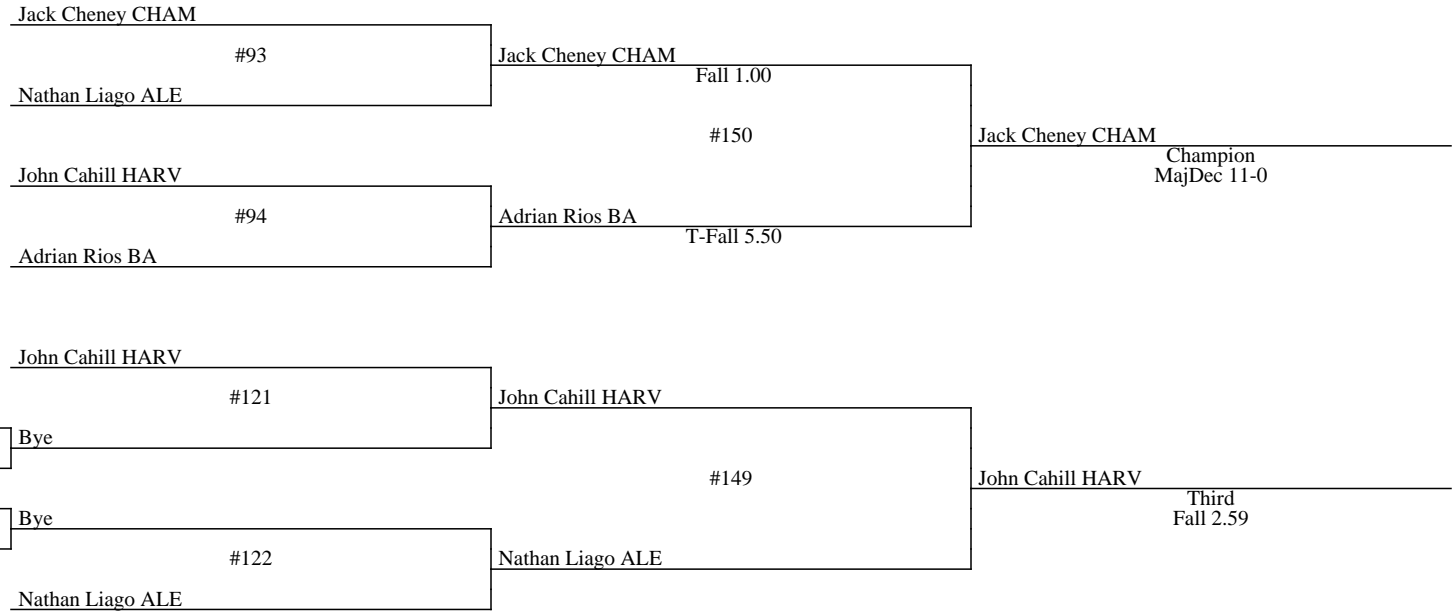 Jack Cheney CHAM
#93
Nathan Liago ALE
Jack Cheney CHAM
Fall 1.00
John Cahill HARV
#94
Adrian Rios BA
Adrian Rios BA
T-Fall 5.50
#150
Jack Cheney CHAM
Champion
MajDec 11-0
John Cahill HARV
#121
Bye
John Cahill HARV
Bye
#122
Nathan Liago ALE
Nathan Liago ALE
#149
John Cahill HARV
Third
Fall 2.59